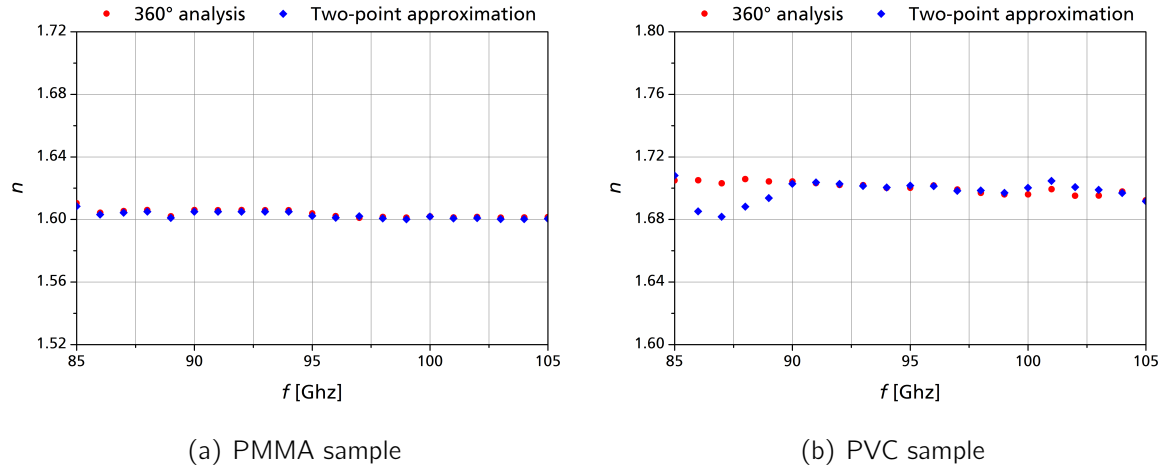 360° analysis Two-point approximation
1.72
1.68
1.64
n
1.60
1.56
1.52
85 90 95 100 105
f [Ghz]
(a) PMMA sample
360° analysis Two-point approximation
1.80
1.76
1.72
n
1.68
1.64
1.60
85 90 95 100 105
f [Ghz]
(b) PVC sample